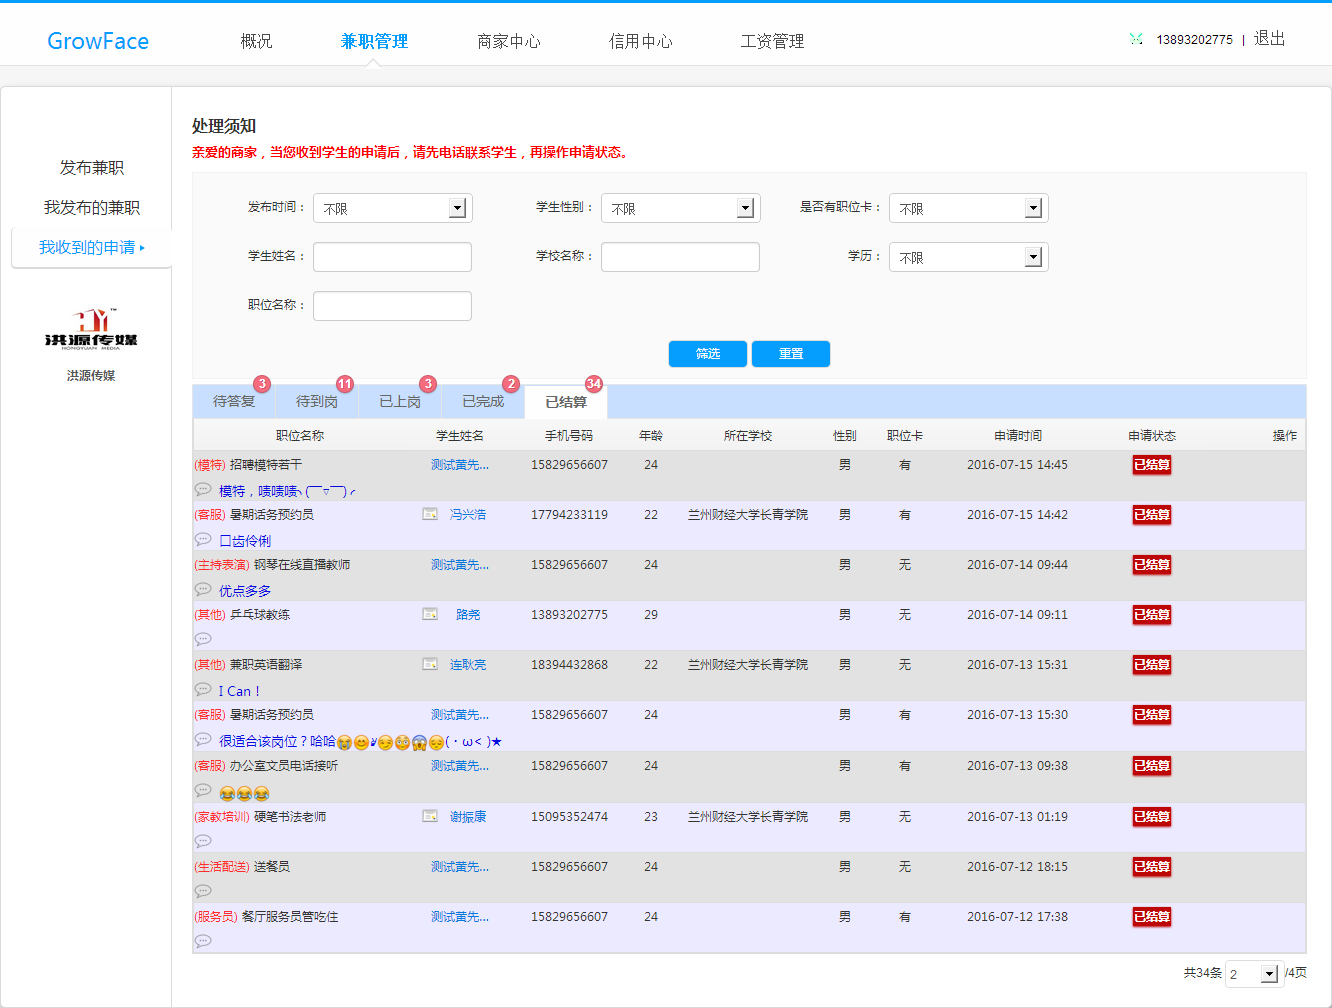 GrowFace 概况 兼职管理 商家中心 信用中心 工资管理 13893202775 | 退出
发布兼职
我发布的兼职
我收到的申请
洪源传媒
HONGYUAN MEDIA
洪源传媒
处理须知
亲爱的商家，当您收到学生的申请后，请先电话联系学生，再操作申请状态。
发布时间： 不限 学生性别： 不限 是否有职位卡： 不限
学生姓名： 学校名称： 学历： 不限
职位名称：
筛选 重置
待答复 3 待到岗 11 已上岗 3 已完成 2 已结算 34
职位名称 学生姓名 手机号码 年龄 所在学校 性别 职位卡 申请时间 申请状态 操作
(模特) 招聘模特若干 测试黄先... 15829656607 24 男 有 2016-07-15 14:45 已结算
模特，啧啧啧╮(￣▽￣)╭
(客服) 暑期话务预约员 冯兴浩 17794233119 22 兰州财经大学长青学院 男 有 2016-07-15 14:42 已结算
口齿伶俐
(主持表演) 钢琴在线直播教师 测试黄先... 15829656607 24 男 无 2016-07-14 09:44 已结算
优点多多
(其他) 乒乓球教练 路尧 13893202775 29 男 无 2016-07-14 09:11 已结算
(其他) 兼职英语翻译 连耿亮 18394432868 22 兰州财经大学长青学院 男 无 2016-07-13 15:31 已结算
I Can！
(客服) 暑期话务预约员 测试黄先... 15829656607 24 男 有 2016-07-13 15:30 已结算
很适合该岗位？哈哈😭😊✌😏😳😱😔(・ω< )★
(客服) 办公室文员电话接听 测试黄先... 15829656607 24 男 有 2016-07-13 09:38 已结算
😂😂😂
(家教培训) 硬笔书法老师 谢振康 15095352474 23 兰州财经大学长青学院 男 无 2016-07-13 01:19 已结算
(生活配送) 送餐员 测试黄先... 15829656607 24 男 无 2016-07-12 18:15 已结算
(服务员) 餐厅服务员管吃住 测试黄先... 15829656607 24 男 有 2016-07-12 17:38 已结算
共34条 2 /4页